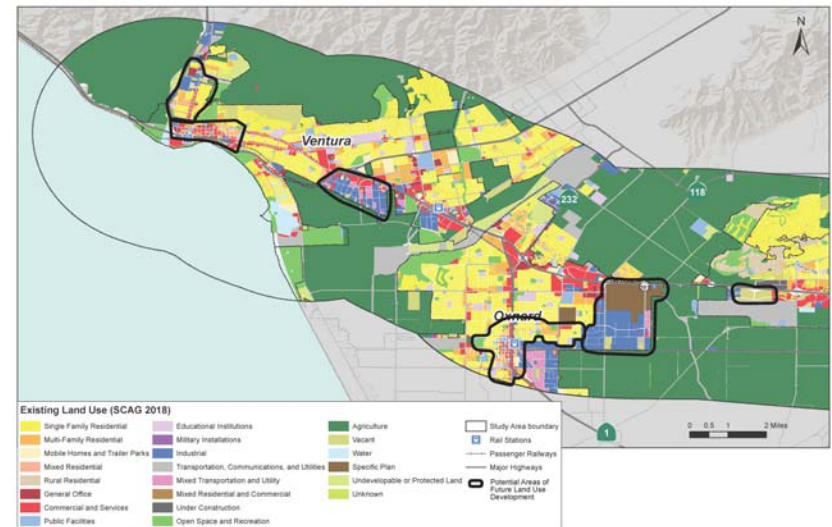 N
Ventura
232
118
Oxnard
1
0 0.5 1 2 Miles
Existing Land Use (SCAG 2018)
Single Family Residential
Multi-Family Residential
Mobile Homes and Trailer Parks
Mixed Residential
Rural Residential
General Office
Commercial and Services
Public Facilities
Educational Institutions
Military Installations
Industrial
Transportation, Communications, and Utilities
Mixed Transportation and Utility
Mixed Residential and Commercial
Under Construction
Open Space and Recreation
Agriculture
Vacant
Water
Specific Plan
Undevelopable or Protected Land
Unknown
Study Area boundary
Rail Stations
Passenger Railways
Major Highways
Potential Areas of
Future Land Use
Development